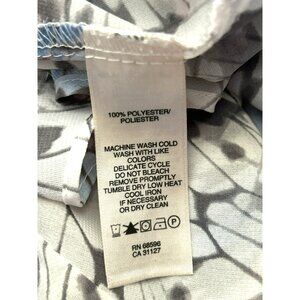 100% POLYESTER/
POLIESTER
MACHINE WASH COLD
WASH WITH LIKE
COLORS
DELICATE CYCLE
DO NOT BLEACH
REMOVE PROMPTLY
TUMBLE DRY LOW HEAT
COOL IRON
IF NECESSARY
OR DRY CLEAN
RN 68596
CA 31127